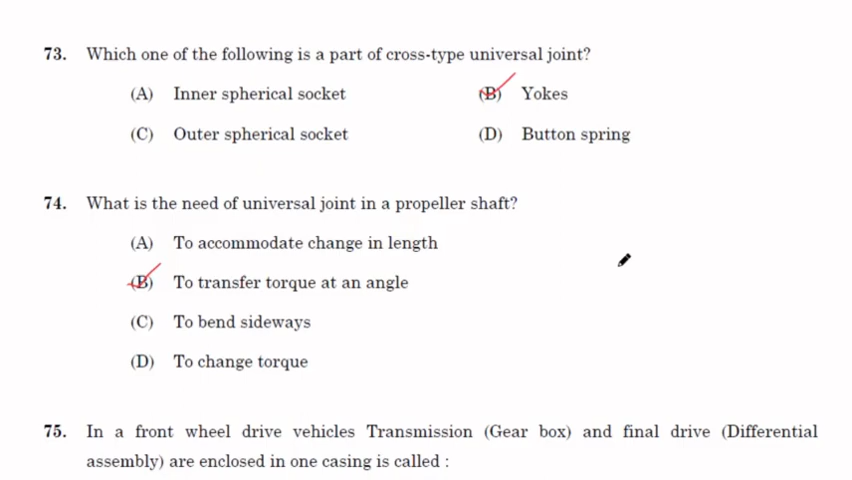 73. Which one of the following is a part of cross-type universal joint?
(A) Inner spherical socket (B) Yokes
(C) Outer spherical socket (D) Button spring
74. What is the need of universal joint in a propeller shaft?
(A) To accommodate change in length
(B) To transfer torque at an angle
(C) To bend sideways
(D) To change torque
75. In a front wheel drive vehicles Transmission (Gear box) and final drive (Differential
assembly) are enclosed in one casing is called :